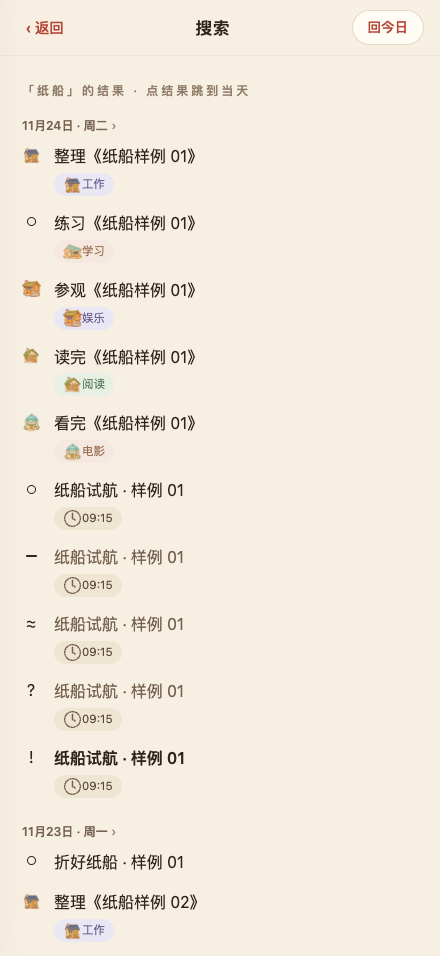 ‹ 返回
搜索
回今日
「纸船」的结果 · 点结果跳到当天
11月24日 · 周二 ›
整理《纸船样例 01》
工作
○ 练习《纸船样例 01》
学习
参观《纸船样例 01》
娱乐
读完《纸船样例 01》
阅读
看完《纸船样例 01》
电影
○ 纸船试航 · 样例 01
09:15
– 纸船试航 · 样例 01
09:15
≈ 纸船试航 · 样例 01
09:15
? 纸船试航 · 样例 01
09:15
! 纸船试航 · 样例 01
09:15
11月23日 · 周一 ›
○ 折好纸船 · 样例 01
整理《纸船样例 02》
工作